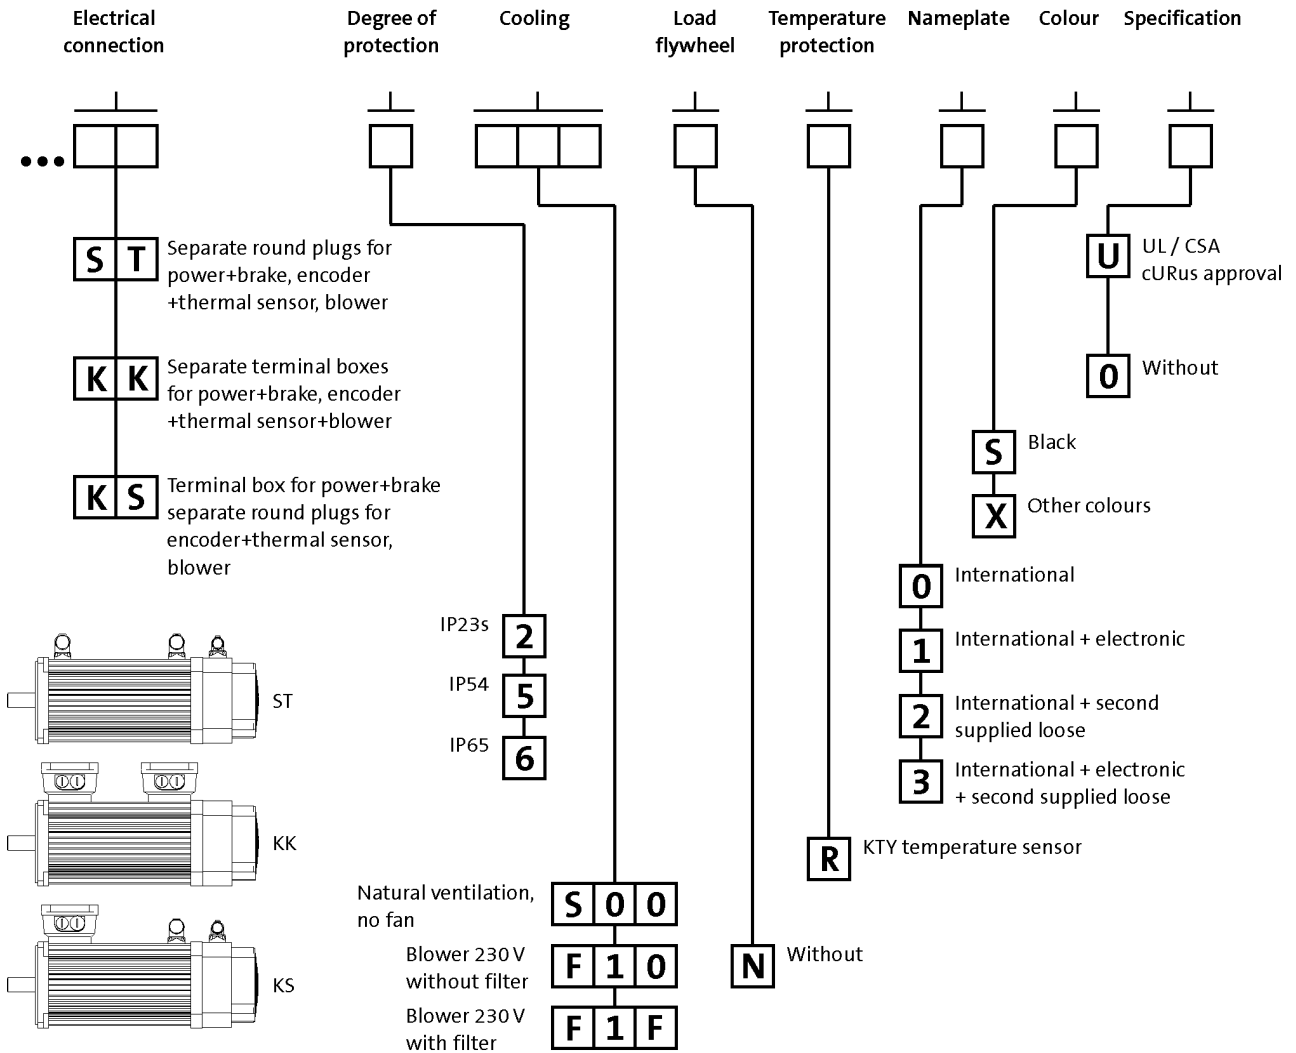 Electrical
connection
Degree of
protection
Cooling
Load
flywheel
Temperature
protection
Nameplate
Colour
Specification
•••
S T
Separate round plugs for
power+brake, encoder
+thermal sensor, blower
K K
Separate terminal boxes
for power+brake, encoder
+thermal sensor+blower
K S
Terminal box for power+brake
separate round plugs for
encoder+thermal sensor,
blower
U
UL / CSA
cURus approval
0
Without
S
Black
X
Other colours
0
International
1
International + electronic
2
International + second
supplied loose
3
International + electronic
+ second supplied loose
IP23s
2
IP54
5
IP65
6
R
KTY temperature sensor
Natural ventilation,
no fan
S 0 0
Blower 230 V
without filter
F 1 0
Blower 230 V
with filter
F 1 F
N
Without
ST
KK
KS